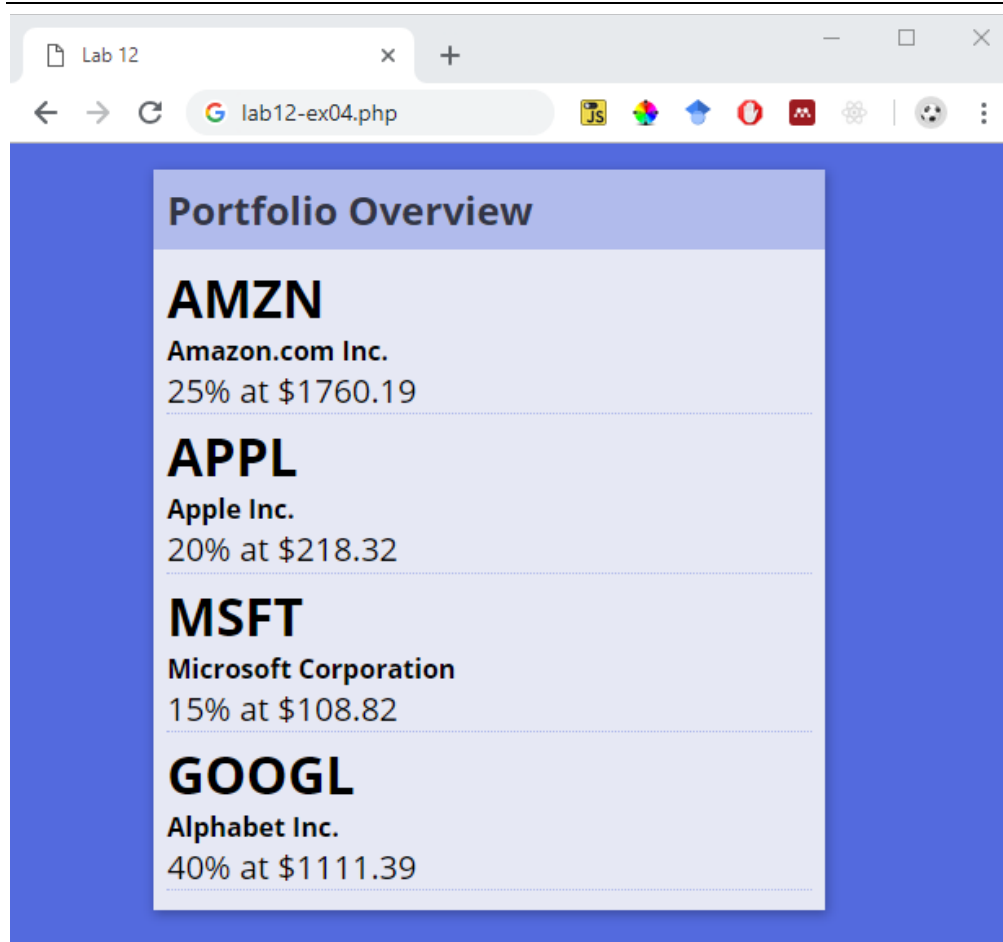 Lab 12
lab12-ex04.php
JS
Portfolio Overview
AMZN
Amazon.com Inc.
25% at $1760.19
APPL
Apple Inc.
20% at $218.32
MSFT
Microsoft Corporation
15% at $108.82
GOOGL
Alphabet Inc.
40% at $1111.39